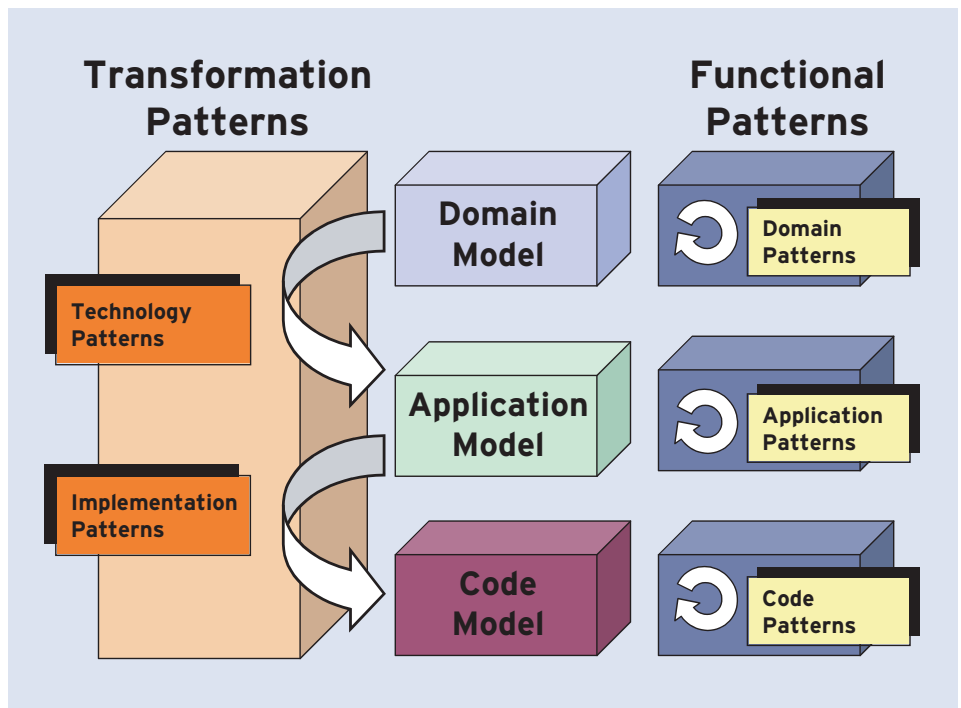 Transformation
Patterns
Functional
Patterns
Domain
Model
Domain
Patterns
Technology
Patterns
Application
Model
Application
Patterns
Implementation
Patterns
Code
Model
Code
Patterns